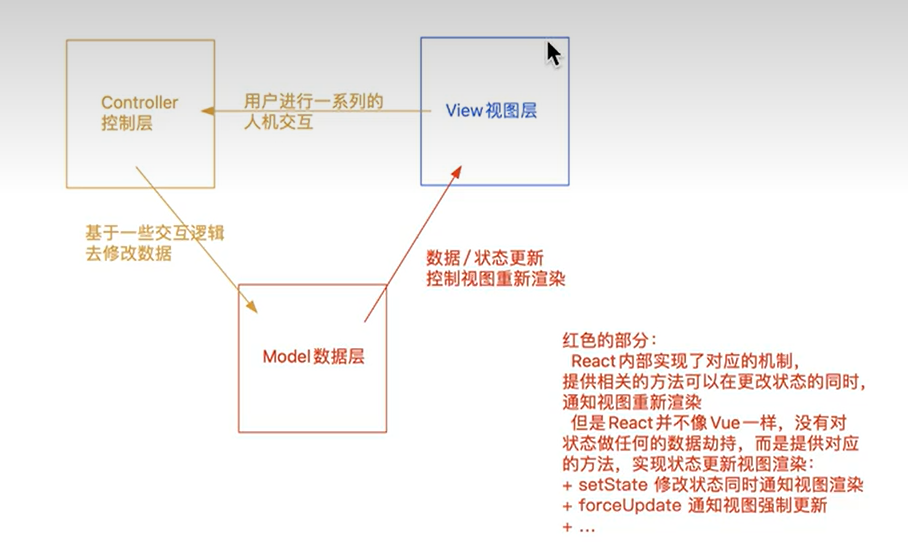 Controller
控制层
用户进行一系列的
人机交互
View视图层
基于一些交互逻辑
去修改数据
数据/状态更新
控制视图重新渲染
Model数据层
红色的部分：
React内部实现了对应的机制，
提供相关的方法可以在更改状态的同时，
通知视图重新渲染
但是React并不像Vue一样，没有对
状态做任何的数据劫持，而是提供对应
的方法，实现状态更新视图渲染：
+ setState 修改状态同时通知视图渲染
+ forceUpdate 通知视图强制更新
+ ...